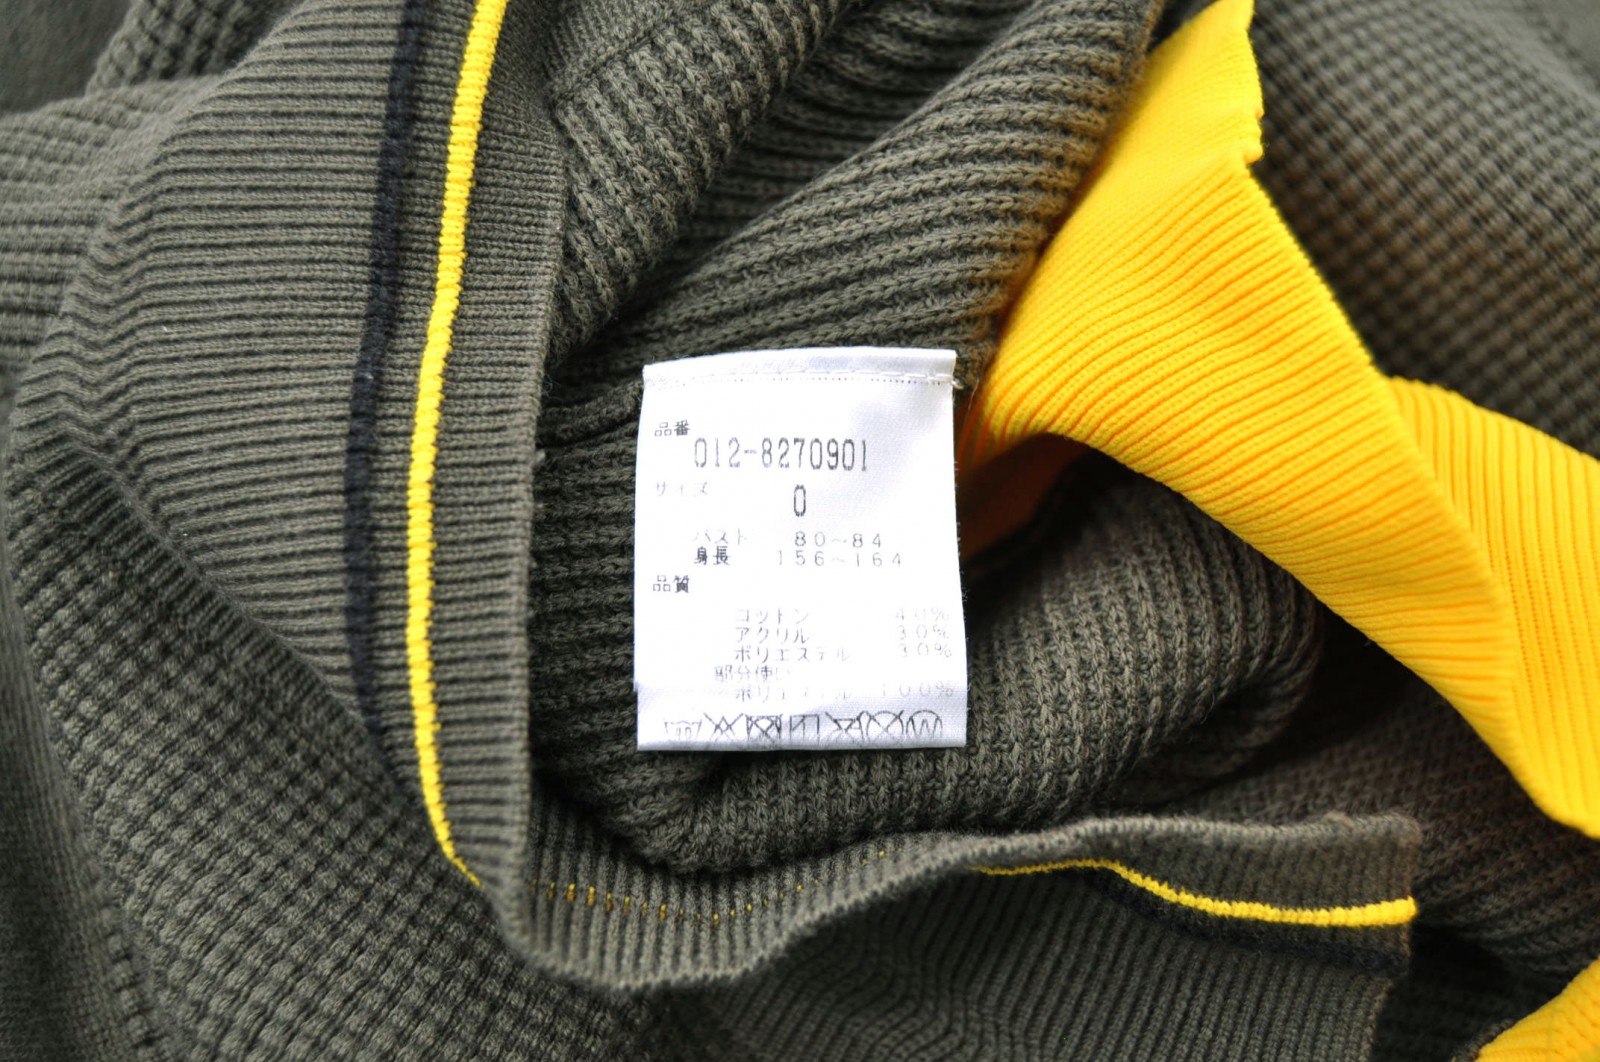 品番
012-8270901
サイズ
0
バスト 80~84
身長 156~164
品質
コットン 40%
アクリル 30%
ポリエステル 30%
部分使い
ポリエステル 100%